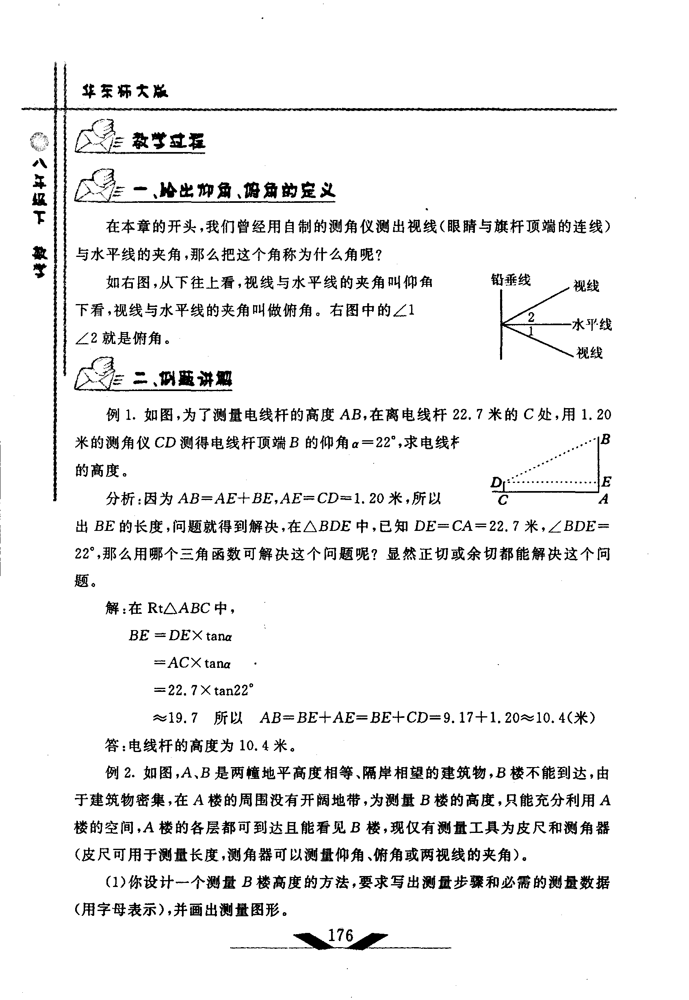 华东师大版
八年级下 数学
教学过程
一、给出仰角、俯角的定义
在本章的开头,我们曾经用自制的测角仪测出视线(眼睛与旗杆顶端的连线)
与水平线的夹角,那么把这个角称为什么角呢?
如右图,从下往上看,视线与水平线的夹角叫仰角
下看,视线与水平线的夹角叫做俯角。右图中的∠1
∠2 就是俯角。
铅垂线
视线
2
水平线
1
视线
二、例题讲解
例 1. 如图,为了测量电线杆的高度 AB,在离电线杆 22.7 米的 C 处,用 1.20
米的测角仪 CD 测得电线杆顶端 B 的仰角α=22°,求电线
的高度。
B
D
E
C
A
分析:因为 AB=AE+BE,AE=CD=1.20 米,所以
出 BE 的长度,问题就得到解决,在△BDE 中,已知 DE=CA=22.7 米,∠BDE=
22°,那么用哪个三角函数可解决这个问题呢? 显然正切或余切都能解决这个问
题。
解:在 Rt△ABC 中,
BE =DE×tanα
=AC×tanα
=22.7×tan22°
≈19.7 所以 AB=BE+AE=BE+CD=9.17+1.20≈10.4(米)
答:电线杆的高度为 10.4 米。
例 2. 如图,A、B 是两幢地平高度相等、隔岸相望的建筑物,B 楼不能到达,由
于建筑物密集,在 A 楼的周围没有开阔地带,为测量 B 楼的高度,只能充分利用 A
楼的空间,A 楼的各层都可到达且能看见 B 楼,现仅有测量工具为皮尺和测角器
(皮尺可用于测量长度,测角器可以测量仰角、俯角或两视线的夹角)。
(1)你设计一个测量 B 楼高度的方法,要求写出测量步骤和必需的测量数据
(用字母表示),并画出测量图形。
176